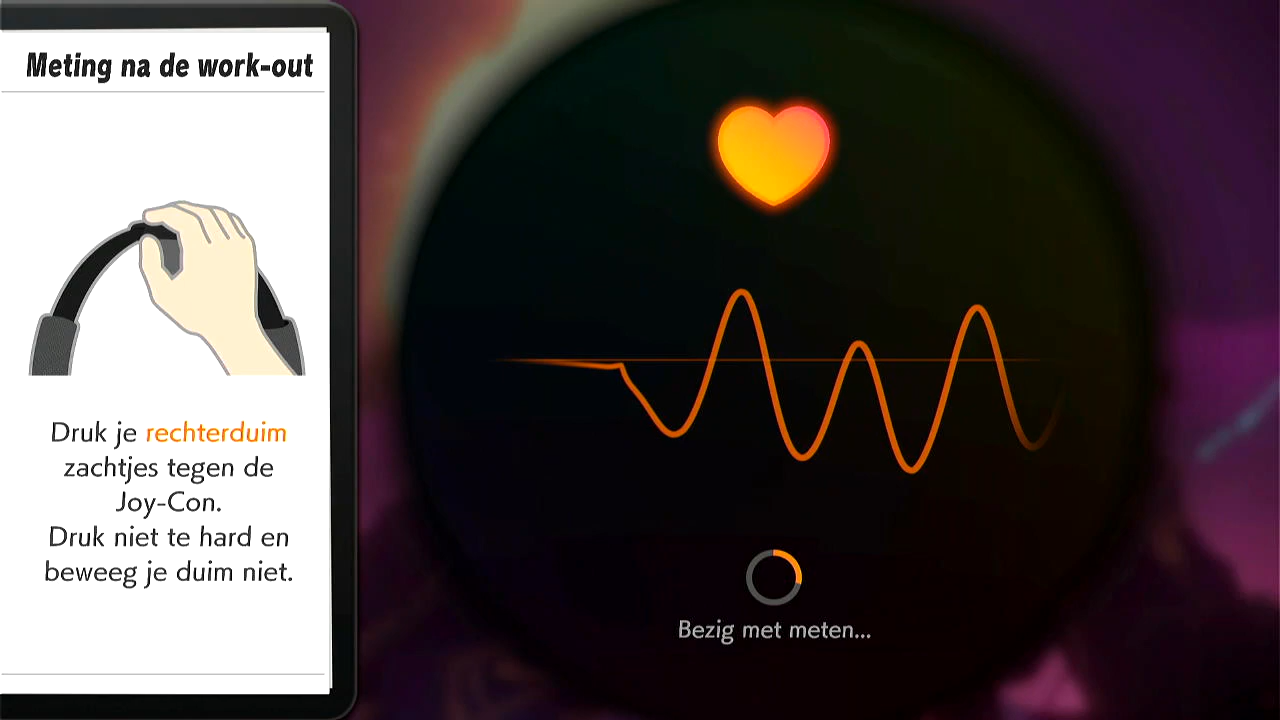 Meting na de work-out
Druk je rechterduim
zachtjes tegen de
Joy-Con.
Druk niet te hard en
beweeg je duim niet.
Bezig met meten...